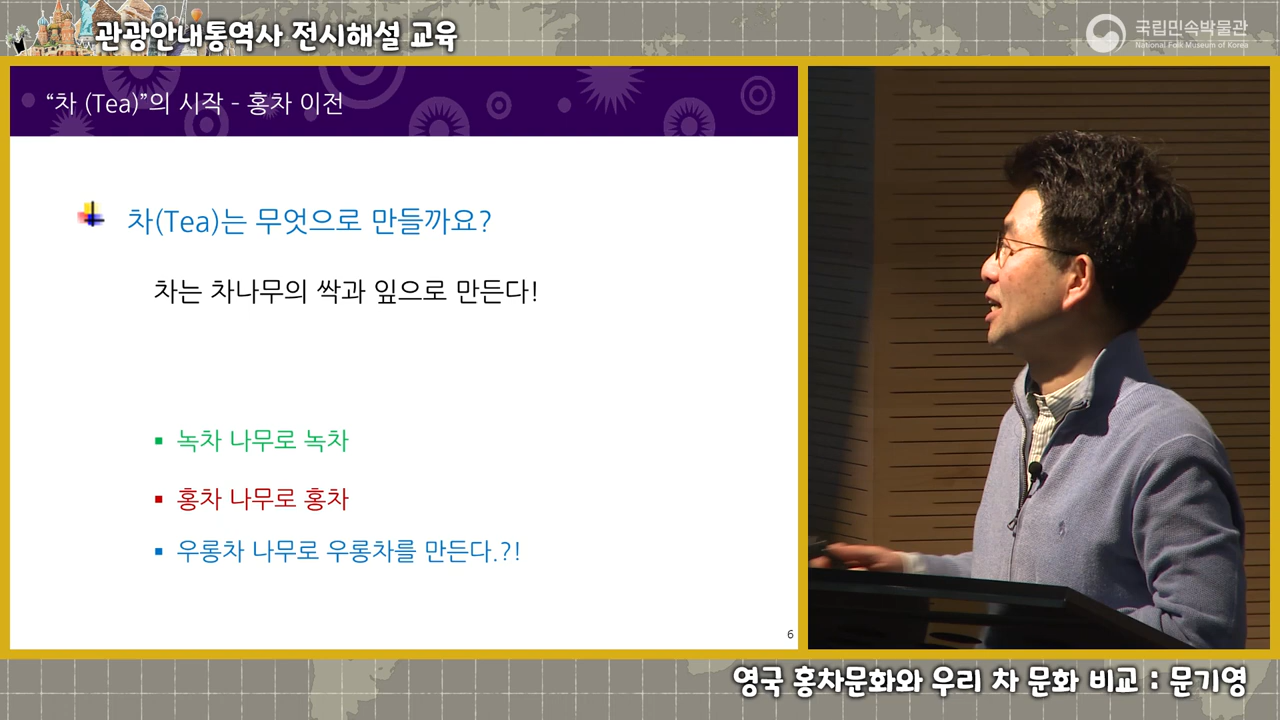 관광안내통역사 전시해설 교육
국립민속박물관
National Folk Museum of Korea
“차 (Tea)”의 시작 - 홍차 이전
차(Tea)는 무엇으로 만들까요?
차는 차나무의 싹과 잎으로 만든다!
▪ 녹차 나무로 녹차
▪ 홍차 나무로 홍차
▪ 우롱차 나무로 우롱차를 만든다.?!
6
영국 홍차문화와 우리 차 문화 비교 : 문기영